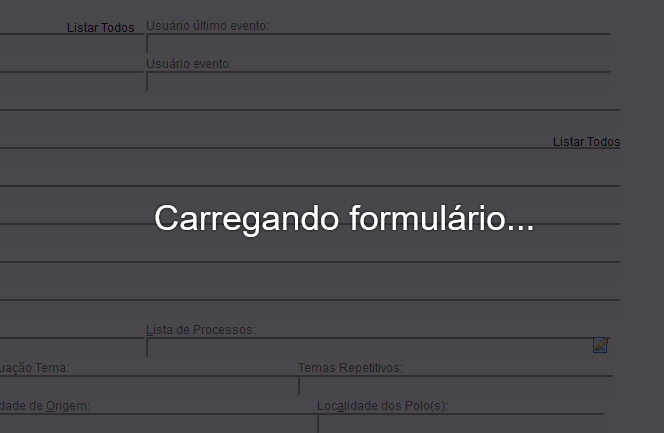 Listar Todos Usuário último evento:
Usuário evento:
Listar Todos
Carregando formulário...
Lista de Processos:
uação Tema: Temas Repetitivos:
dade de Origem: Localidade dos Polo(s):